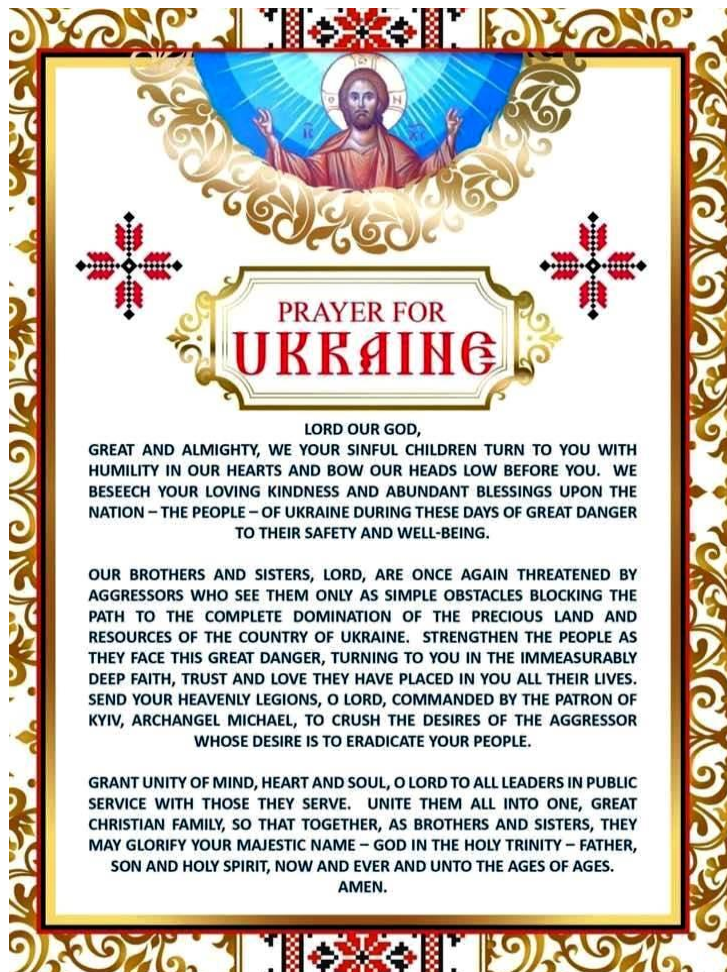 PRAYER FOR
UKRAINE
LORD OUR GOD,
GREAT AND ALMIGHTY, WE YOUR SINFUL CHILDREN TURN TO YOU WITH
HUMILITY IN OUR HEARTS AND BOW OUR HEADS LOW BEFORE YOU. WE
BESEECH YOUR LOVING KINDNESS AND ABUNDANT BLESSINGS UPON THE
NATION – THE PEOPLE – OF UKRAINE DURING THESE DAYS OF GREAT DANGER
TO THEIR SAFETY AND WELL-BEING.
OUR BROTHERS AND SISTERS, LORD, ARE ONCE AGAIN THREATENED BY
AGGRESSORS WHO SEE THEM ONLY AS SIMPLE OBSTACLES BLOCKING THE
PATH TO THE COMPLETE DOMINATION OF THE PRECIOUS LAND AND
RESOURCES OF THE COUNTRY OF UKRAINE. STRENGTHEN THE PEOPLE AS
THEY FACE THIS GREAT DANGER, TURNING TO YOU IN THE IMMEASURABLY
DEEP FAITH, TRUST AND LOVE THEY HAVE PLACED IN YOU ALL THEIR LIVES.
SEND YOUR HEAVENLY LEGIONS, O LORD, COMMANDED BY THE PATRON OF
KYIV, ARCHANGEL MICHAEL, TO CRUSH THE DESIRES OF THE AGGRESSOR
WHOSE DESIRE IS TO ERADICATE YOUR PEOPLE.
GRANT UNITY OF MIND, HEART AND SOUL, O LORD TO ALL LEADERS IN PUBLIC
SERVICE WITH THOSE THEY SERVE. UNITE THEM ALL INTO ONE, GREAT
CHRISTIAN FAMILY, SO THAT TOGETHER, AS BROTHERS AND SISTERS, THEY
MAY GLORIFY YOUR MAJESTIC NAME – GOD IN THE HOLY TRINITY – FATHER,
SON AND HOLY SPIRIT, NOW AND EVER AND UNTO THE AGES OF AGES.
AMEN.